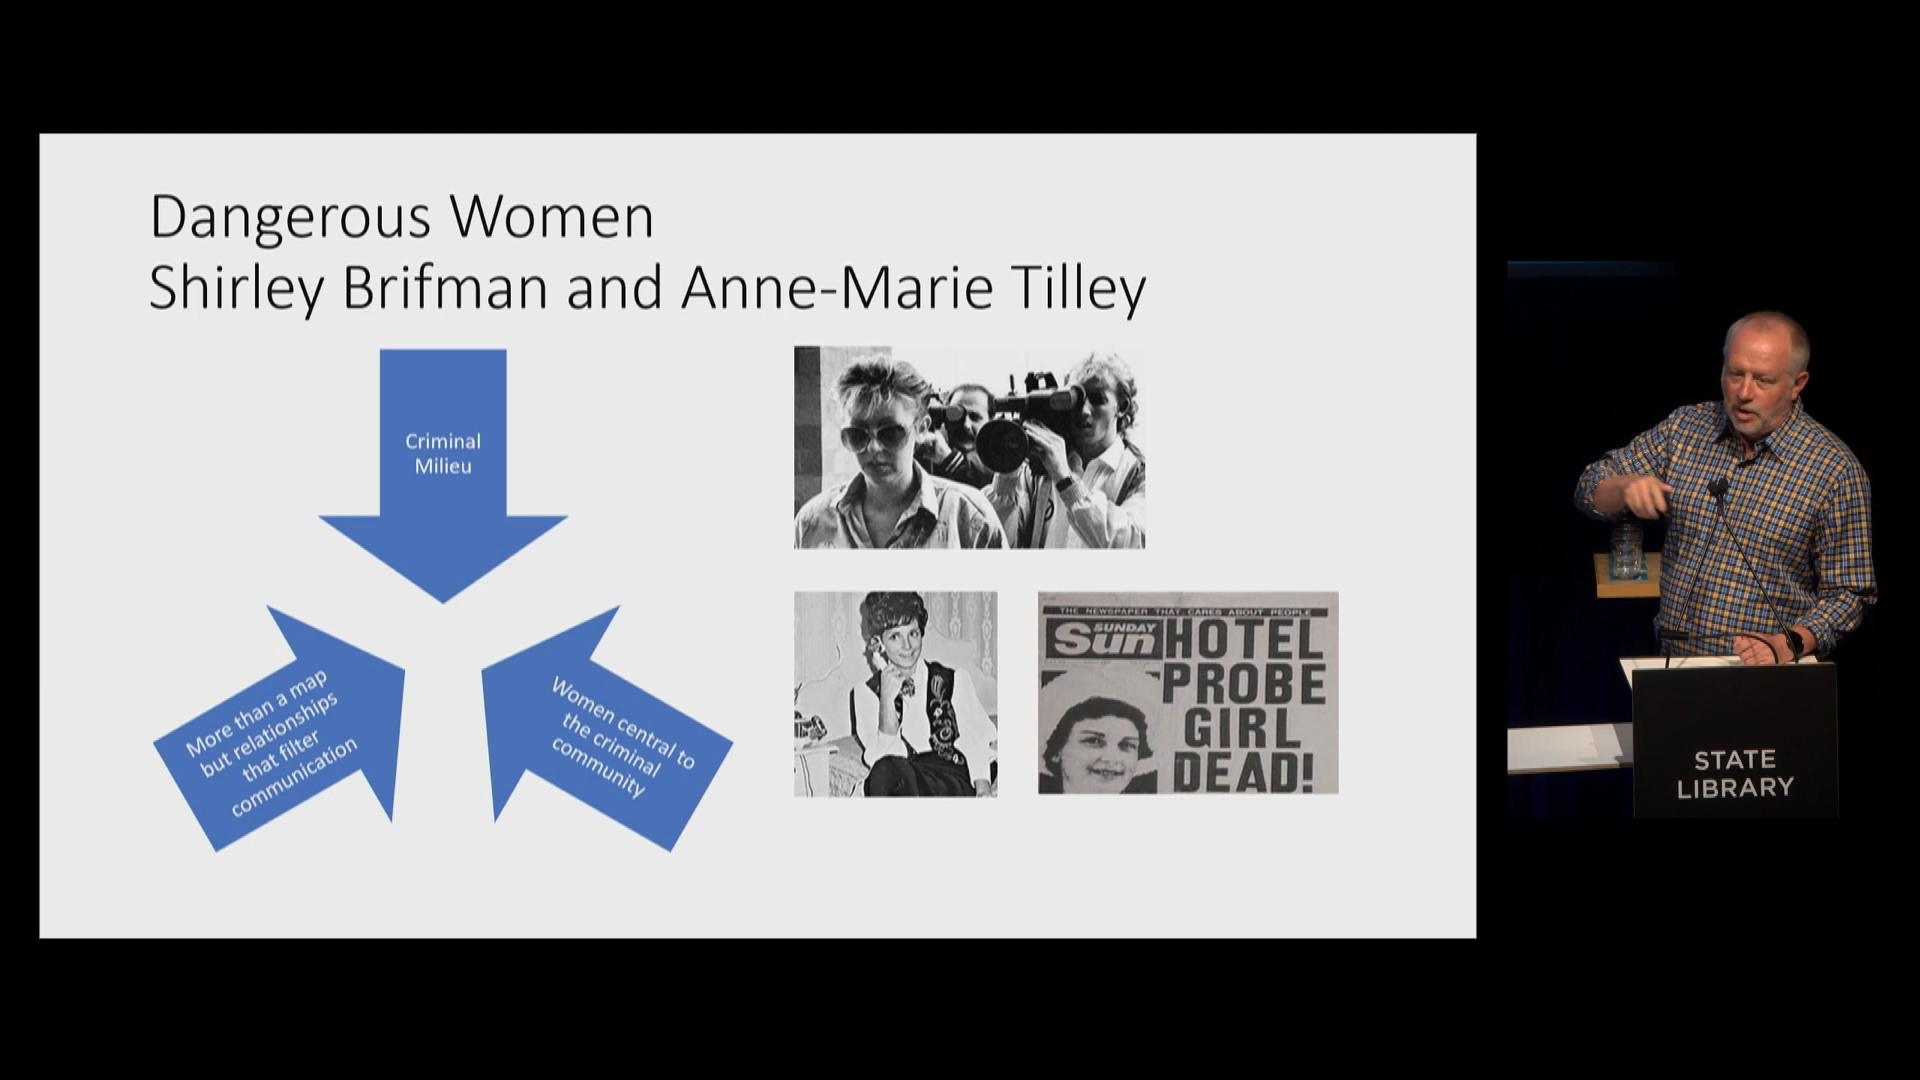 Dangerous Women
Shirley Brifman and Anne-Marie Tilley
Criminal
Milieu
More than a map
but relationships
that filter
communication
Women central to
the criminal
community
THE NEWSPAPER THAT CARES ABOUT PEOPLE
SUNDAY
Sun
HOTEL
PROBE
GIRL
DEAD!
STATE
LIBRARY